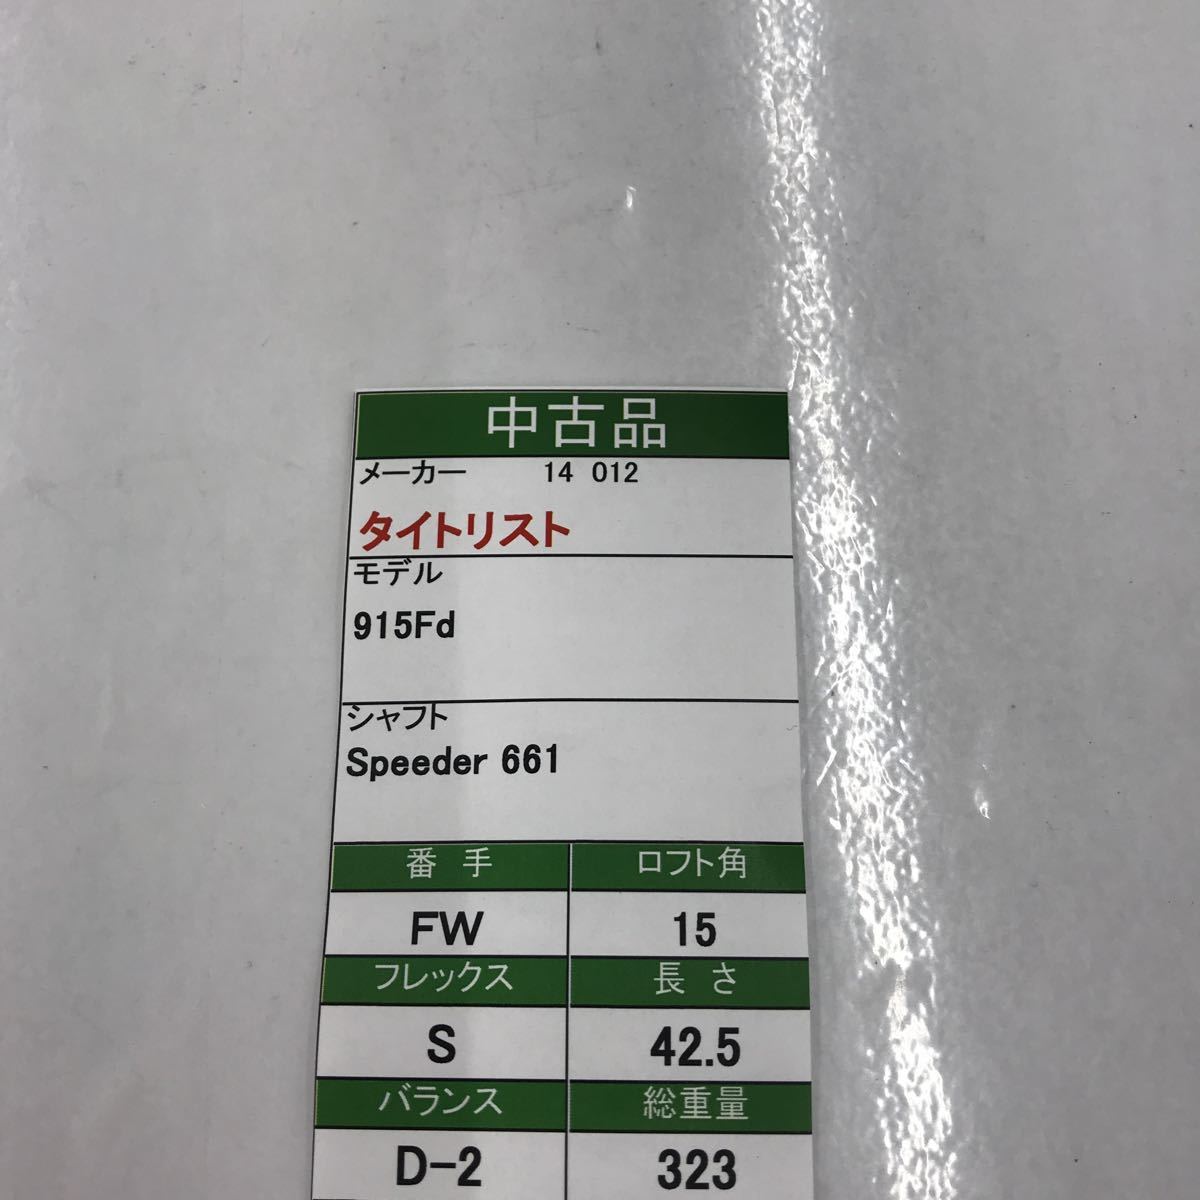 中古品
メーカー 14 012
タイトリスト
モデル
915Fd
シャフト
Speeder 661
番手 ロフト角
FW 15
フレックス 長さ
S 42.5
バランス 総重量
D-2 323